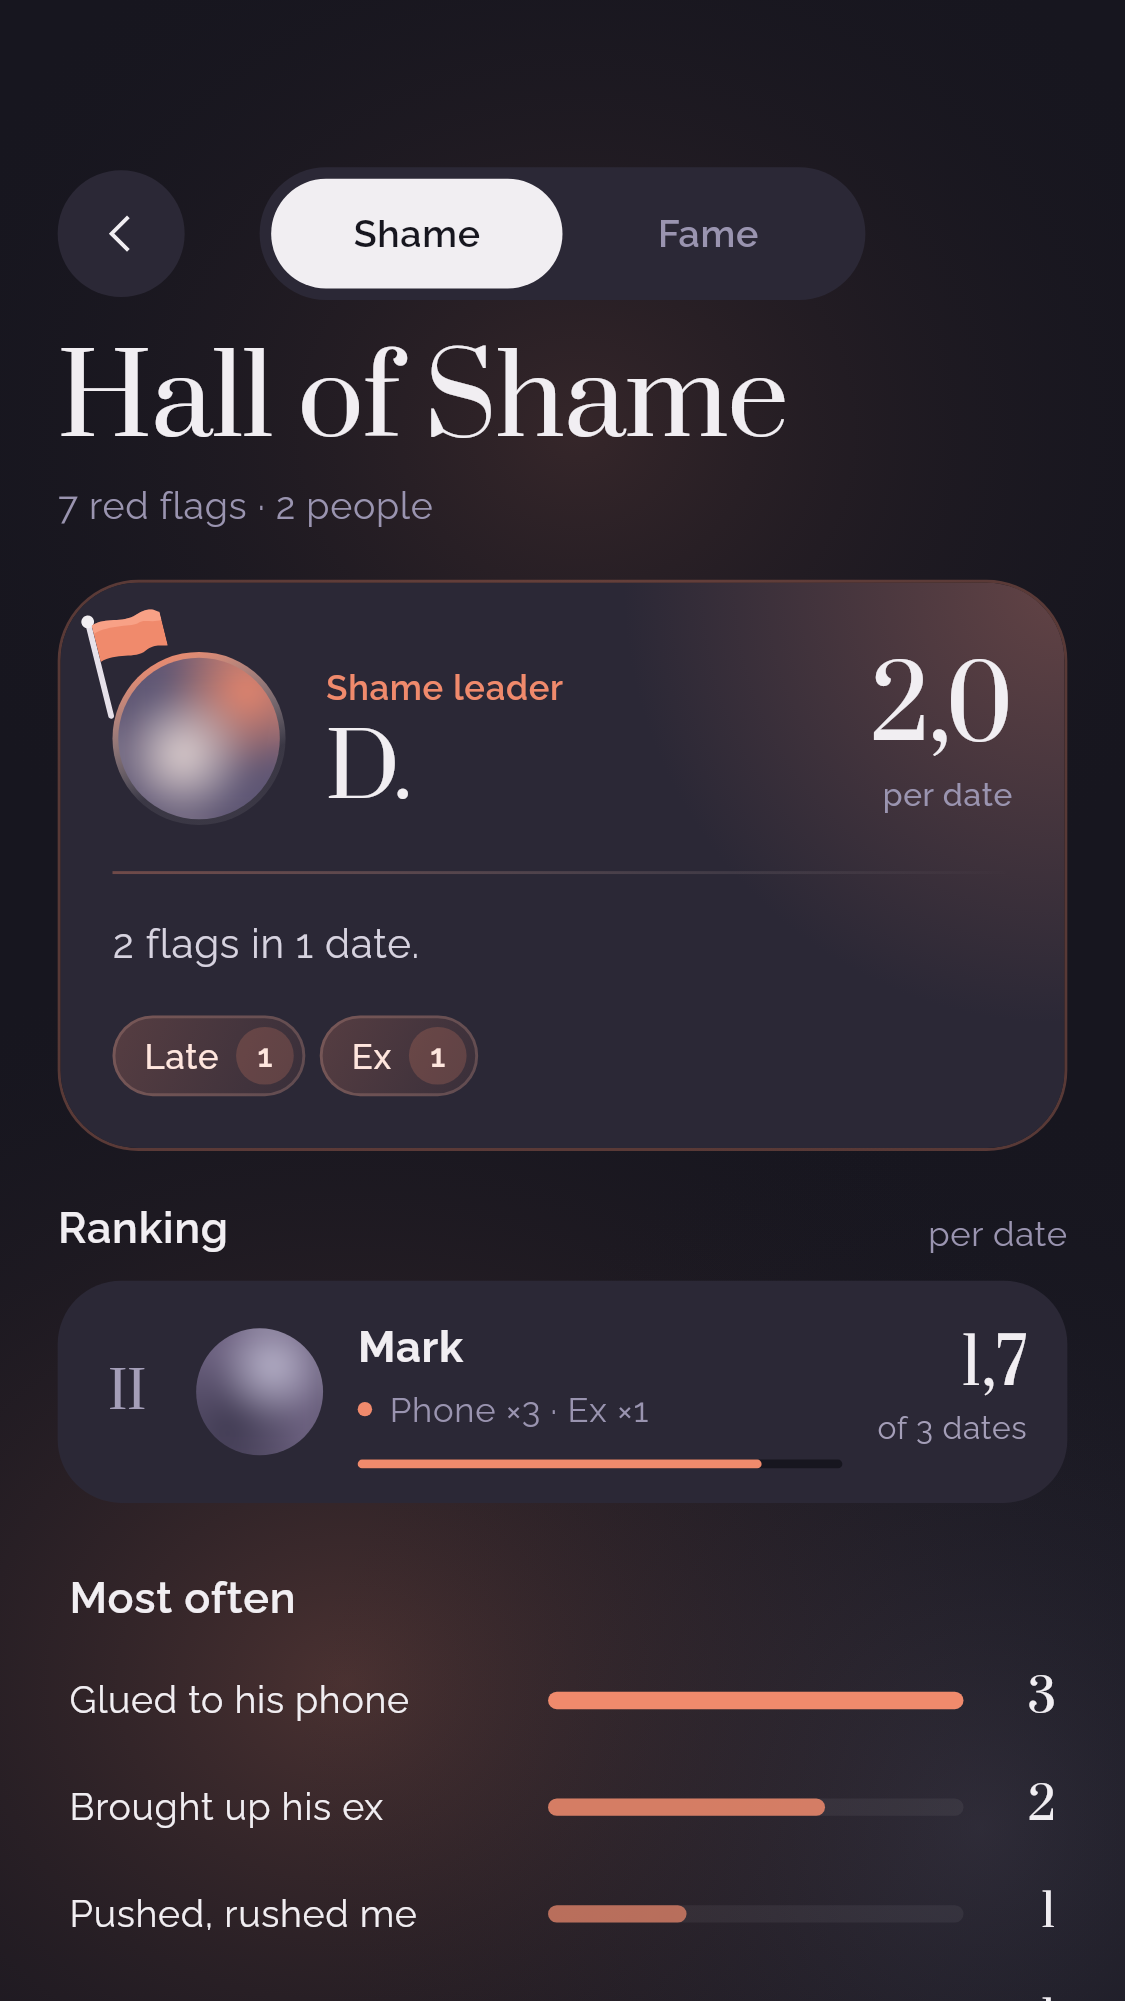 Shame
Fame
Hall of Shame
7 red flags · 2 people
Shame leader
D.
2,0
per date
2 flags in 1 date.
Late 1
Ex 1
Ranking
per date
II
Mark
Phone ×3 · Ex ×1
1,7
of 3 dates
Most often
Glued to his phone 3
Brought up his ex 2
Pushed, rushed me 1